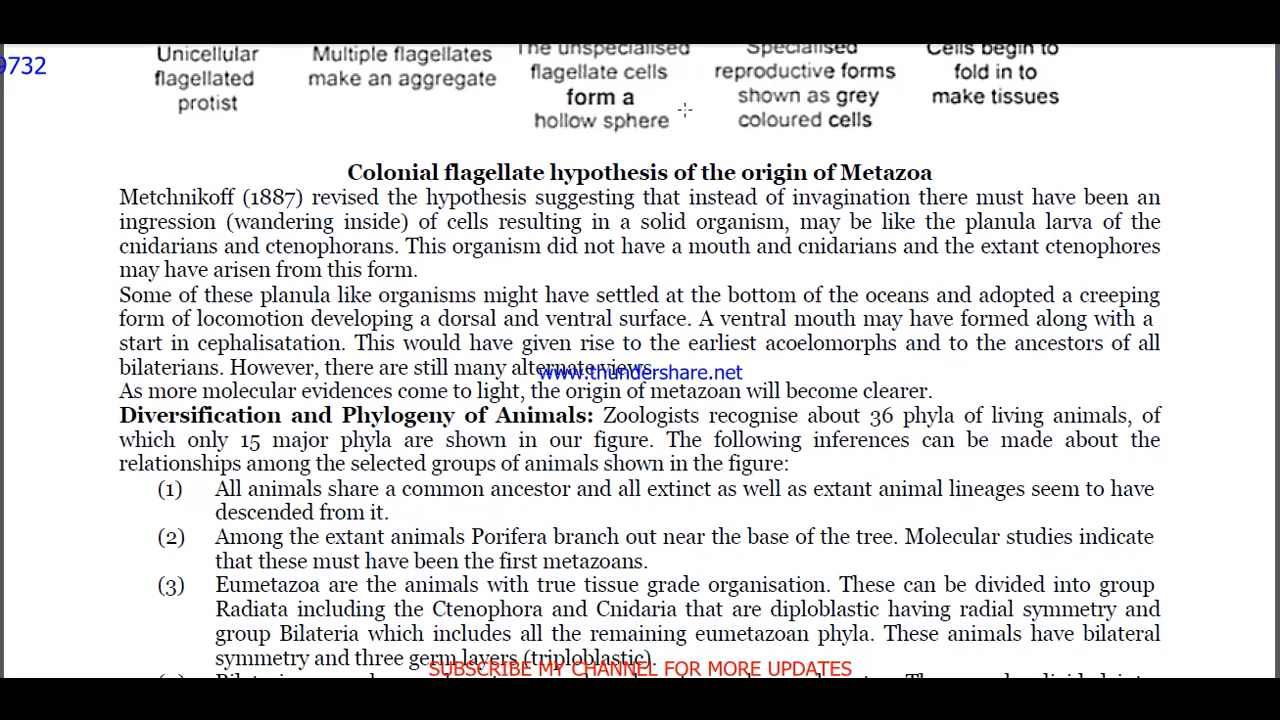 Unicellular
flagellated
protist
Multiple flagellates
make an aggregate
The unspecialised
flagellate cells
form a
hollow sphere
Specialised
reproductive forms
shown as grey
coloured cells
Cells begin to
fold in to
make tissues
9732
Colonial flagellate hypothesis of the origin of Metazoa
Metchnikoff (1887) revised the hypothesis suggesting that instead of invagination there must have been an
ingression (wandering inside) of cells resulting in a solid organism, may be like the planula larva of the
cnidarians and ctenophorans. This organism did not have a mouth and cnidarians and the extant ctenophores
may have arisen from this form.
Some of these planula like organisms might have settled at the bottom of the oceans and adopted a creeping
form of locomotion developing a dorsal and ventral surface. A ventral mouth may have formed along with a
start in cephalisatation. This would have given rise to the earliest acoelomorphs and to the ancestors of all
bilaterians. However, there are still many alternate views.
www.thundershare.net
As more molecular evidences come to light, the origin of metazoan will become clearer.
Diversification and Phylogeny of Animals: Zoologists recognise about 36 phyla of living animals, of
which only 15 major phyla are shown in our figure. The following inferences can be made about the
relationships among the selected groups of animals shown in the figure:
(1) All animals share a common ancestor and all extinct as well as extant animal lineages seem to have
descended from it.
(2) Among the extant animals Porifera branch out near the base of the tree. Molecular studies indicate
that these must have been the first metazoans.
(3) Eumetazoa are the animals with true tissue grade organisation. These can be divided into group
Radiata including the Ctenophora and Cnidaria that are diploblastic having radial symmetry and
group Bilateria which includes all the remaining eumetazoan phyla. These animals have bilateral
symmetry and three germ layers (triploblastic).
SUBSCRIBE MY CHANNEL FOR MORE UPDATES